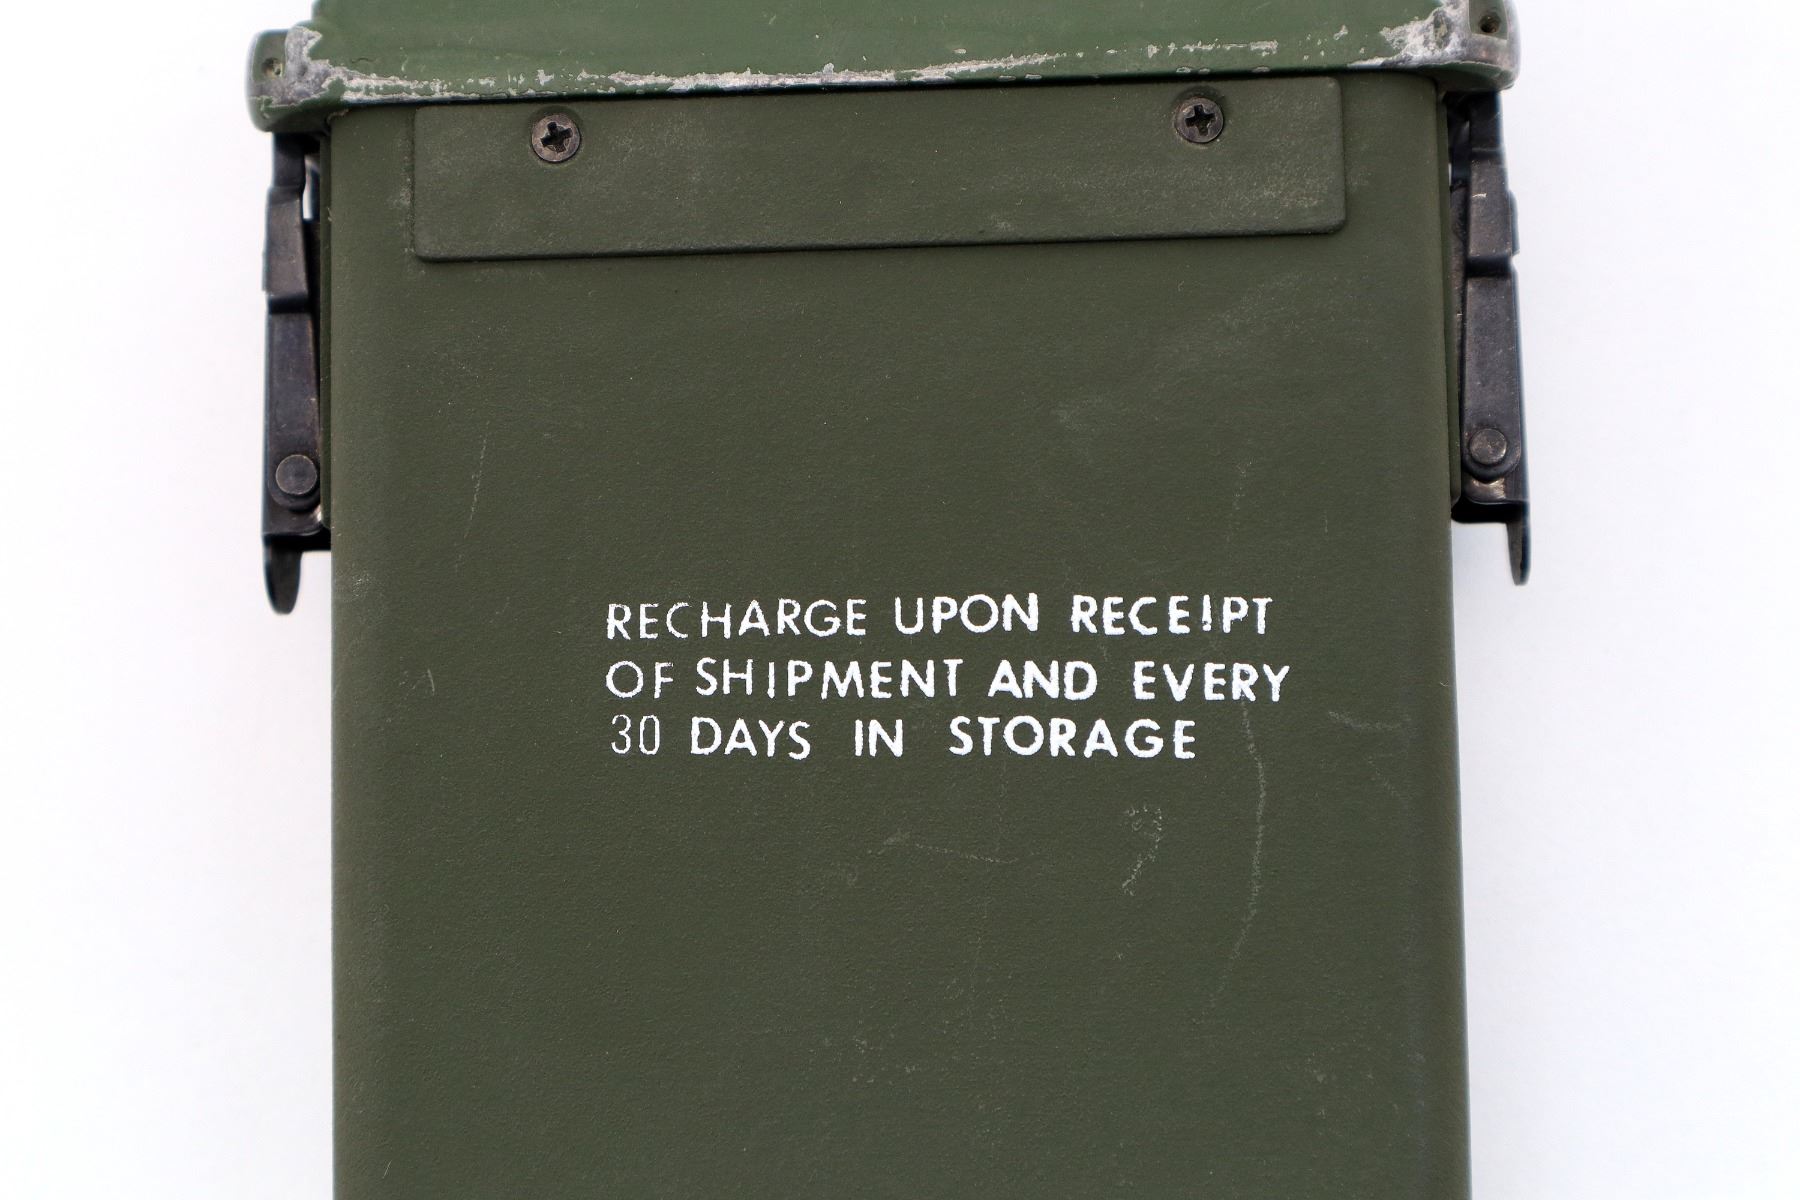 RECHARGE UPON RECEIPT
OF SHIPMENT AND EVERY
30 DAYS IN STORAGE